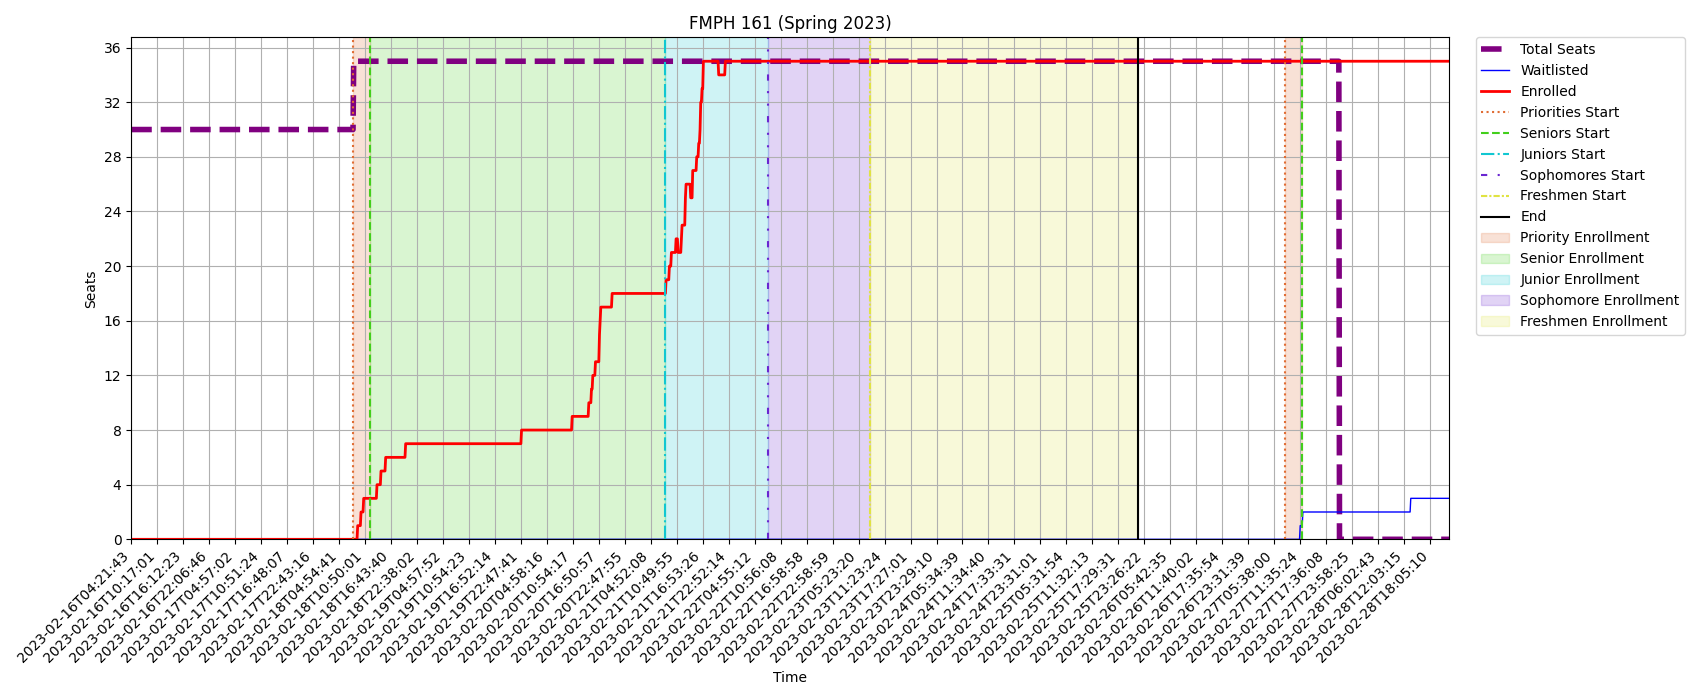 FMPH 161 (Spring 2023)
Seats
36
32
28
24
20
16
12
8
4
0
2023-02-16T04:21:43
2023-02-16T10:17:01
2023-02-16T16:12:23
2023-02-16T22:06:46
2023-02-17T04:57:02
2023-02-17T10:51:24
2023-02-17T16:48:07
2023-02-17T22:43:16
2023-02-18T04:54:41
2023-02-18T10:50:01
2023-02-18T16:43:40
2023-02-18T22:38:02
2023-02-19T04:57:52
2023-02-19T10:54:23
2023-02-19T16:52:14
2023-02-19T22:47:41
2023-02-20T04:58:16
2023-02-20T10:54:17
2023-02-20T16:50:57
2023-02-20T22:47:55
2023-02-21T04:52:08
2023-02-21T10:49:55
2023-02-21T16:53:26
2023-02-21T22:52:14
2023-02-22T04:55:12
2023-02-22T10:56:08
2023-02-22T16:58:58
2023-02-22T22:58:59
2023-02-23T05:23:20
2023-02-23T11:23:24
2023-02-23T17:27:01
2023-02-23T23:29:10
2023-02-24T05:34:39
2023-02-24T11:34:40
2023-02-24T17:33:31
2023-02-24T23:31:01
2023-02-25T05:31:54
2023-02-25T11:32:13
2023-02-25T17:29:31
2023-02-25T23:26:22
2023-02-26T05:42:35
2023-02-26T11:40:02
2023-02-26T17:35:54
2023-02-26T23:31:39
2023-02-27T05:38:00
2023-02-27T11:35:24
2023-02-27T17:36:08
2023-02-27T23:58:25
2023-02-28T06:02:43
2023-02-28T12:03:15
2023-02-28T18:05:10
Time
Total Seats
Waitlisted
Enrolled
Priorities Start
Seniors Start
Juniors Start
Sophomores Start
Freshmen Start
End
Priority Enrollment
Senior Enrollment
Junior Enrollment
Sophomore Enrollment
Freshmen Enrollment